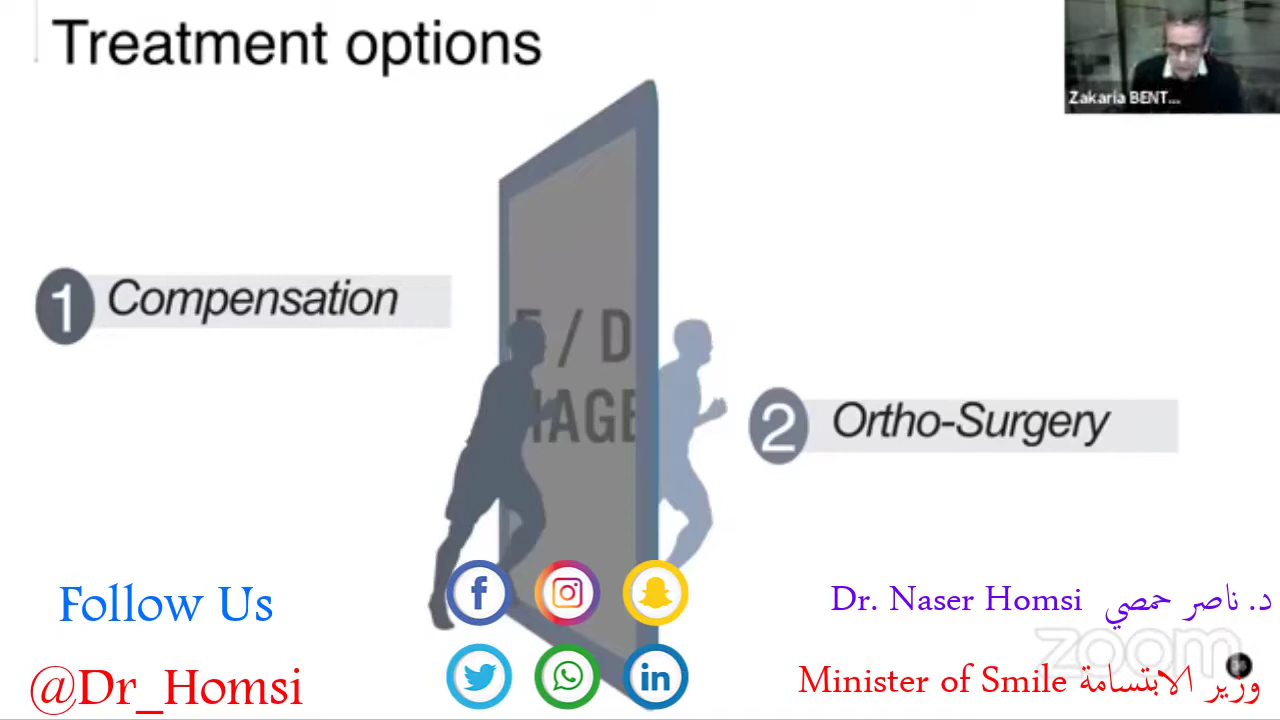 Treatment options
Zakaria BENT...
1 Compensation
/ D
2 Ortho-Surgery
Follow Us
Dr. Naser Homsi د. ناصر حمصي
zoom
@Dr_Homsi
Minister of Smile وزير الابتسامة